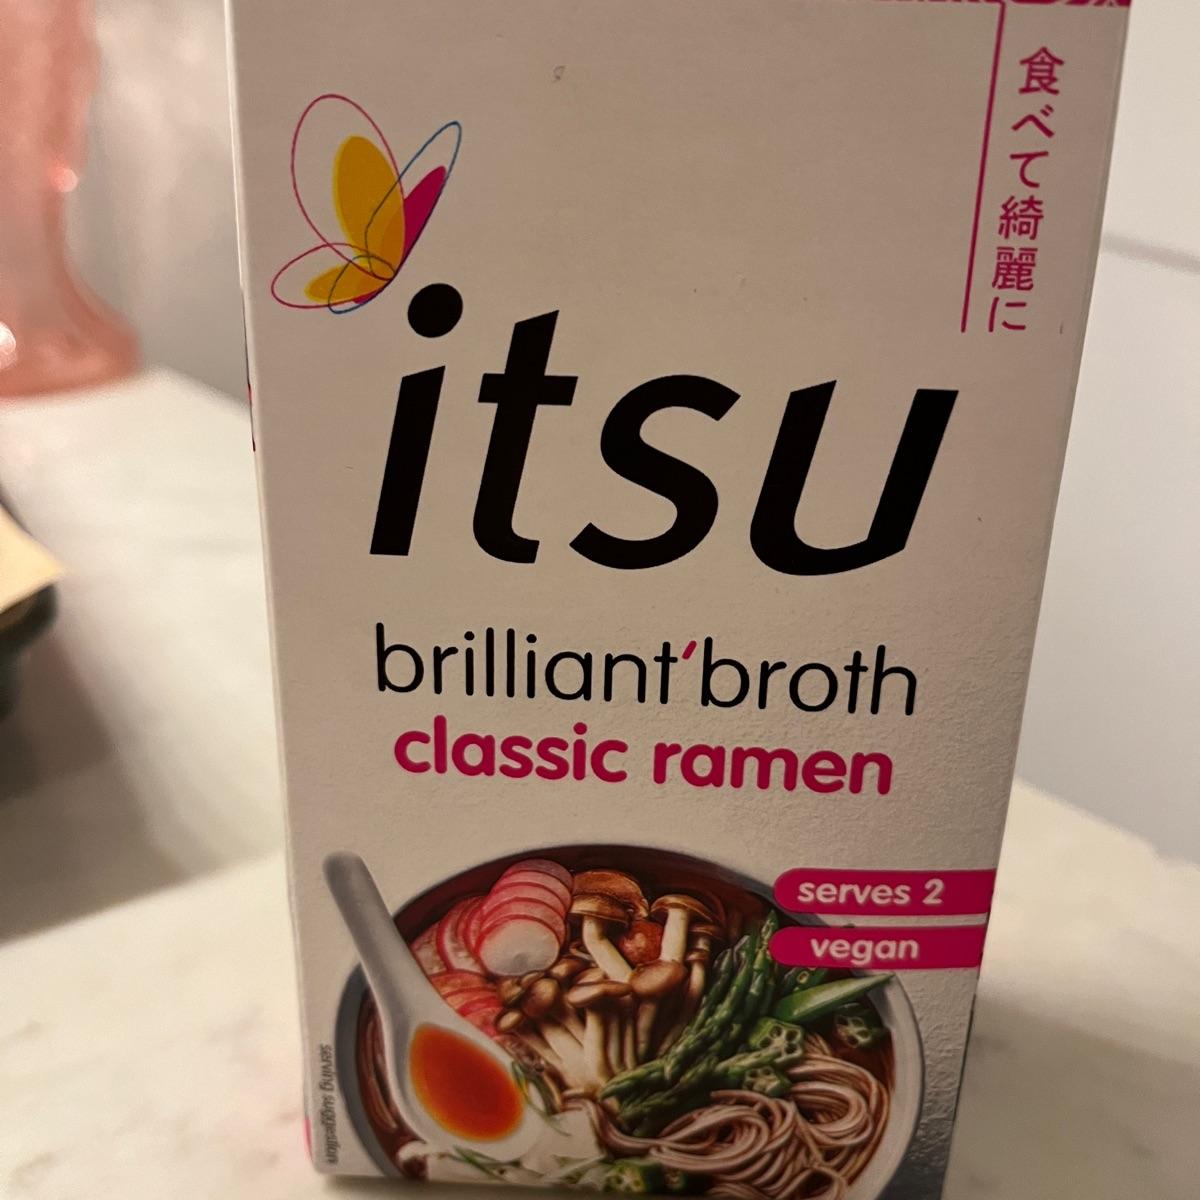 食べて綺麗に
itsu
brilliant'broth
classic ramen
serves 2
vegan
serving suggestion